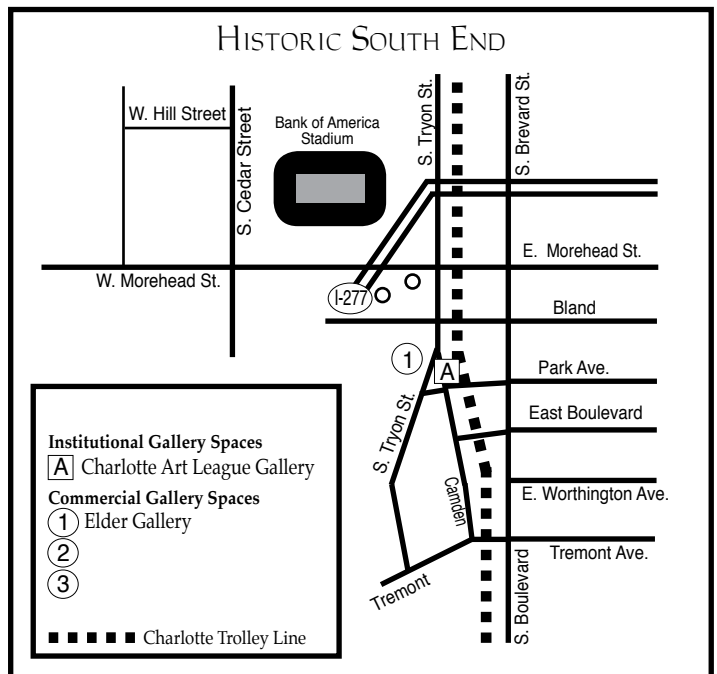 HISTORIC SOUTH END
W. Hill Street
S. Cedar Street
Bank of America
Stadium
S. Tryon St.
S. Brevard St.
W. Morehead St.
E. Morehead St.
I-277
Bland
1
A
Park Ave.
S. Tryon St.
East Boulevard
Camden
E. Worthington Ave.
Tremont
Tremont Ave.
S. Boulevard
Institutional Gallery Spaces
A Charlotte Art League Gallery
Commercial Gallery Spaces
1 Elder Gallery
2
3
Charlotte Trolley Line